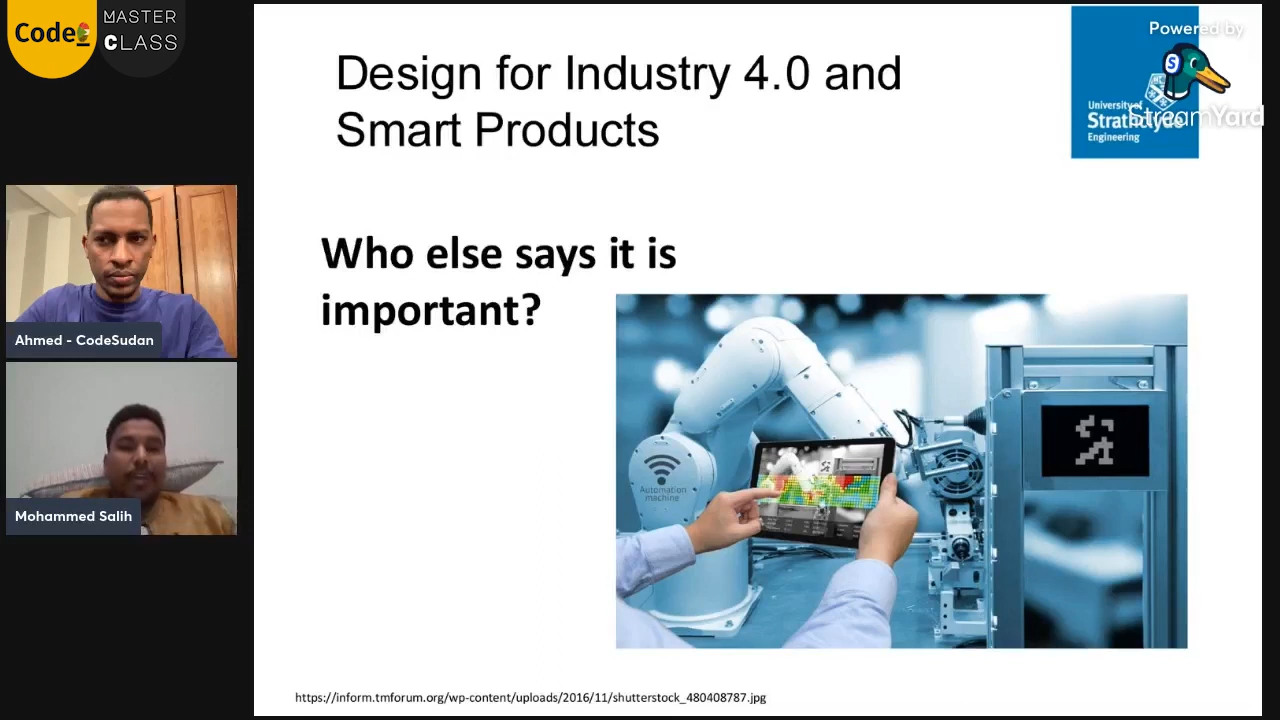 Code
MASTER
CLASS
Design for Industry 4.0 and
Smart Products
Powered by
StreamYard
University of
Strathclyde
Engineering
Who else says it is
important?
Automation
machine
Ahmed - CodeSudan
Mohammed Salih
https://inform.tmforum.org/wp-content/uploads/2016/11/shutterstock_480408787.jpg